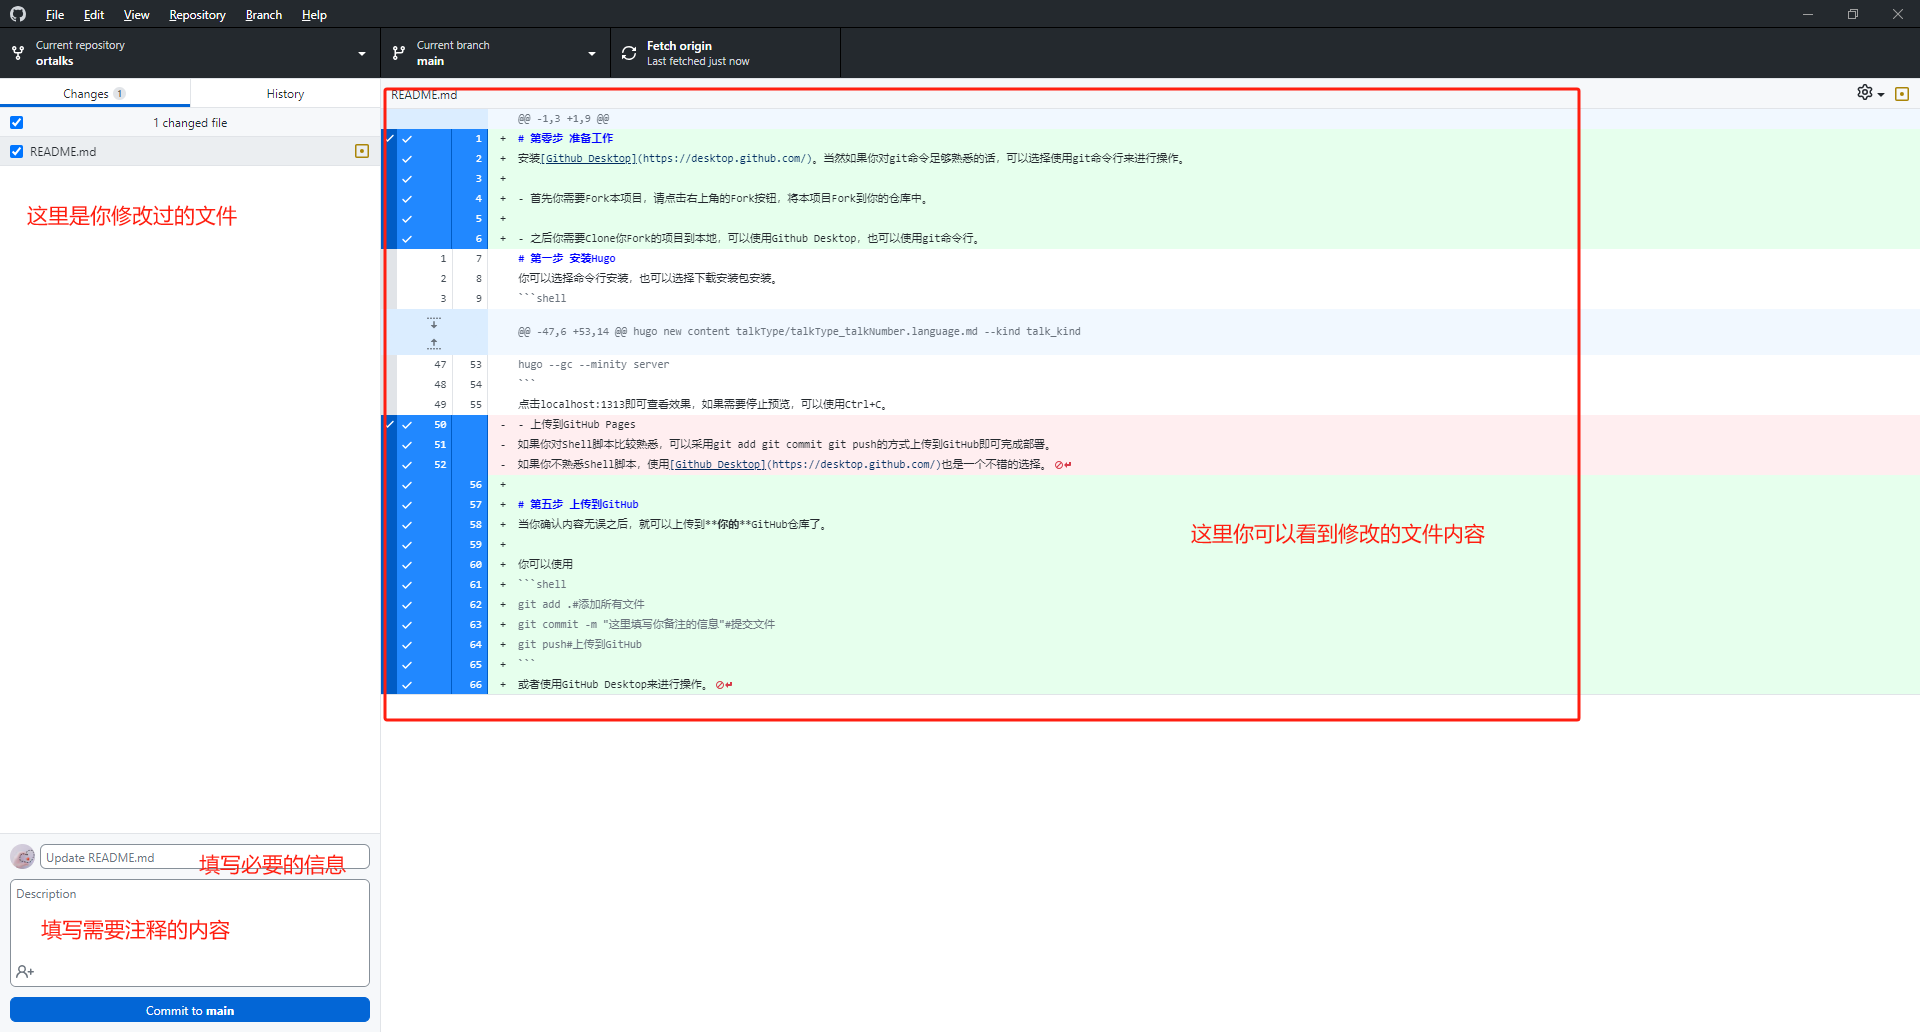 File Edit View Repository Branch Help
Current repository
ortalks
Current branch
main
Fetch origin
Last fetched just now
Changes 1
History
1 changed file
README.md
这里是你修改过的文件
README.md
@@ -1,3 +1,9 @@
1 + # 第零步 准备工作
2 + 安装[Github Desktop](https://desktop.github.com/)。当然如果你对git命令足够熟悉的话，可以选择使用git命令行来进行操作。
3 +
4 + - 首先你需要Fork本项目，请点击右上角的Fork按钮，将本项目Fork到你的仓库中。
5 +
6 + - 之后你需要Clone你Fork的项目到本地，可以使用Github Desktop，也可以使用git命令行。
1 7 # 第一步 安装Hugo
2 8 你可以选择命令行安装，也可以选择下载安装包安装。
3 9 ```shell
@@ -47,6 +53,14 @@ hugo new content talkType/talkType_talkNumber.language.md --kind talk_kind
47 53 hugo --gc --minity server
48 54 ```
49 55 点击localhost:1313即可查看效果，如果需要停止预览，可以使用Ctrl+C。
50 - - 上传到GitHub Pages
51 - 如果你对Shell脚本比较熟悉，可以采用git add git commit git push的方式上传到GitHub即可完成部署。
52 - 如果你不熟悉Shell脚本，使用[Github Desktop](https://desktop.github.com/)也是一个不错的选择。
56 +
57 + # 第五步 上传到GitHub
58 + 当你确认内容无误之后，就可以上传到**你的**GitHub仓库了。
59 +
60 + 你可以使用
61 + ```shell
62 + git add .#添加所有文件
63 + git commit -m "这里填写你备注的信息"#提交文件
64 + git push#上传到GitHub
65 + ```
66 + 或者使用GitHub Desktop来进行操作。
这里你可以看到修改的文件内容
Update README.md
填写必要的信息
Description
填写需要注释的内容
Commit to main